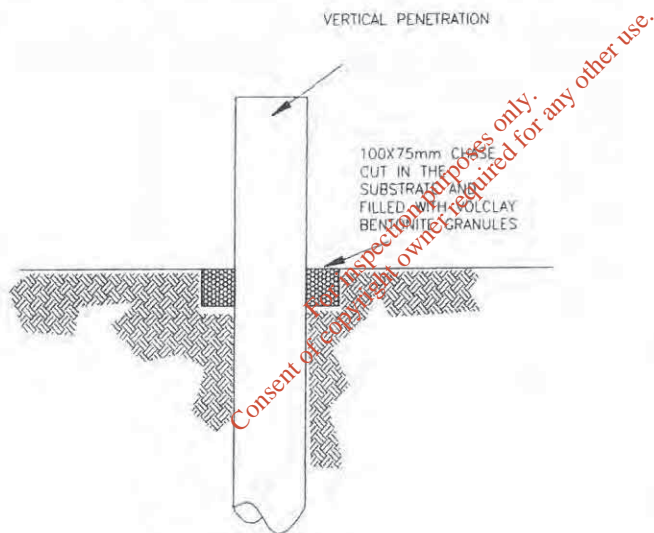 VERTICAL PENETRATION
100X75mm CHASE
CUT IN THE
SUBSTRATE AND
FILLED WITH VOLCLAY
BENTONITE GRANULES
For inspection purposes only.
Consent of copyright owner required for any other use.